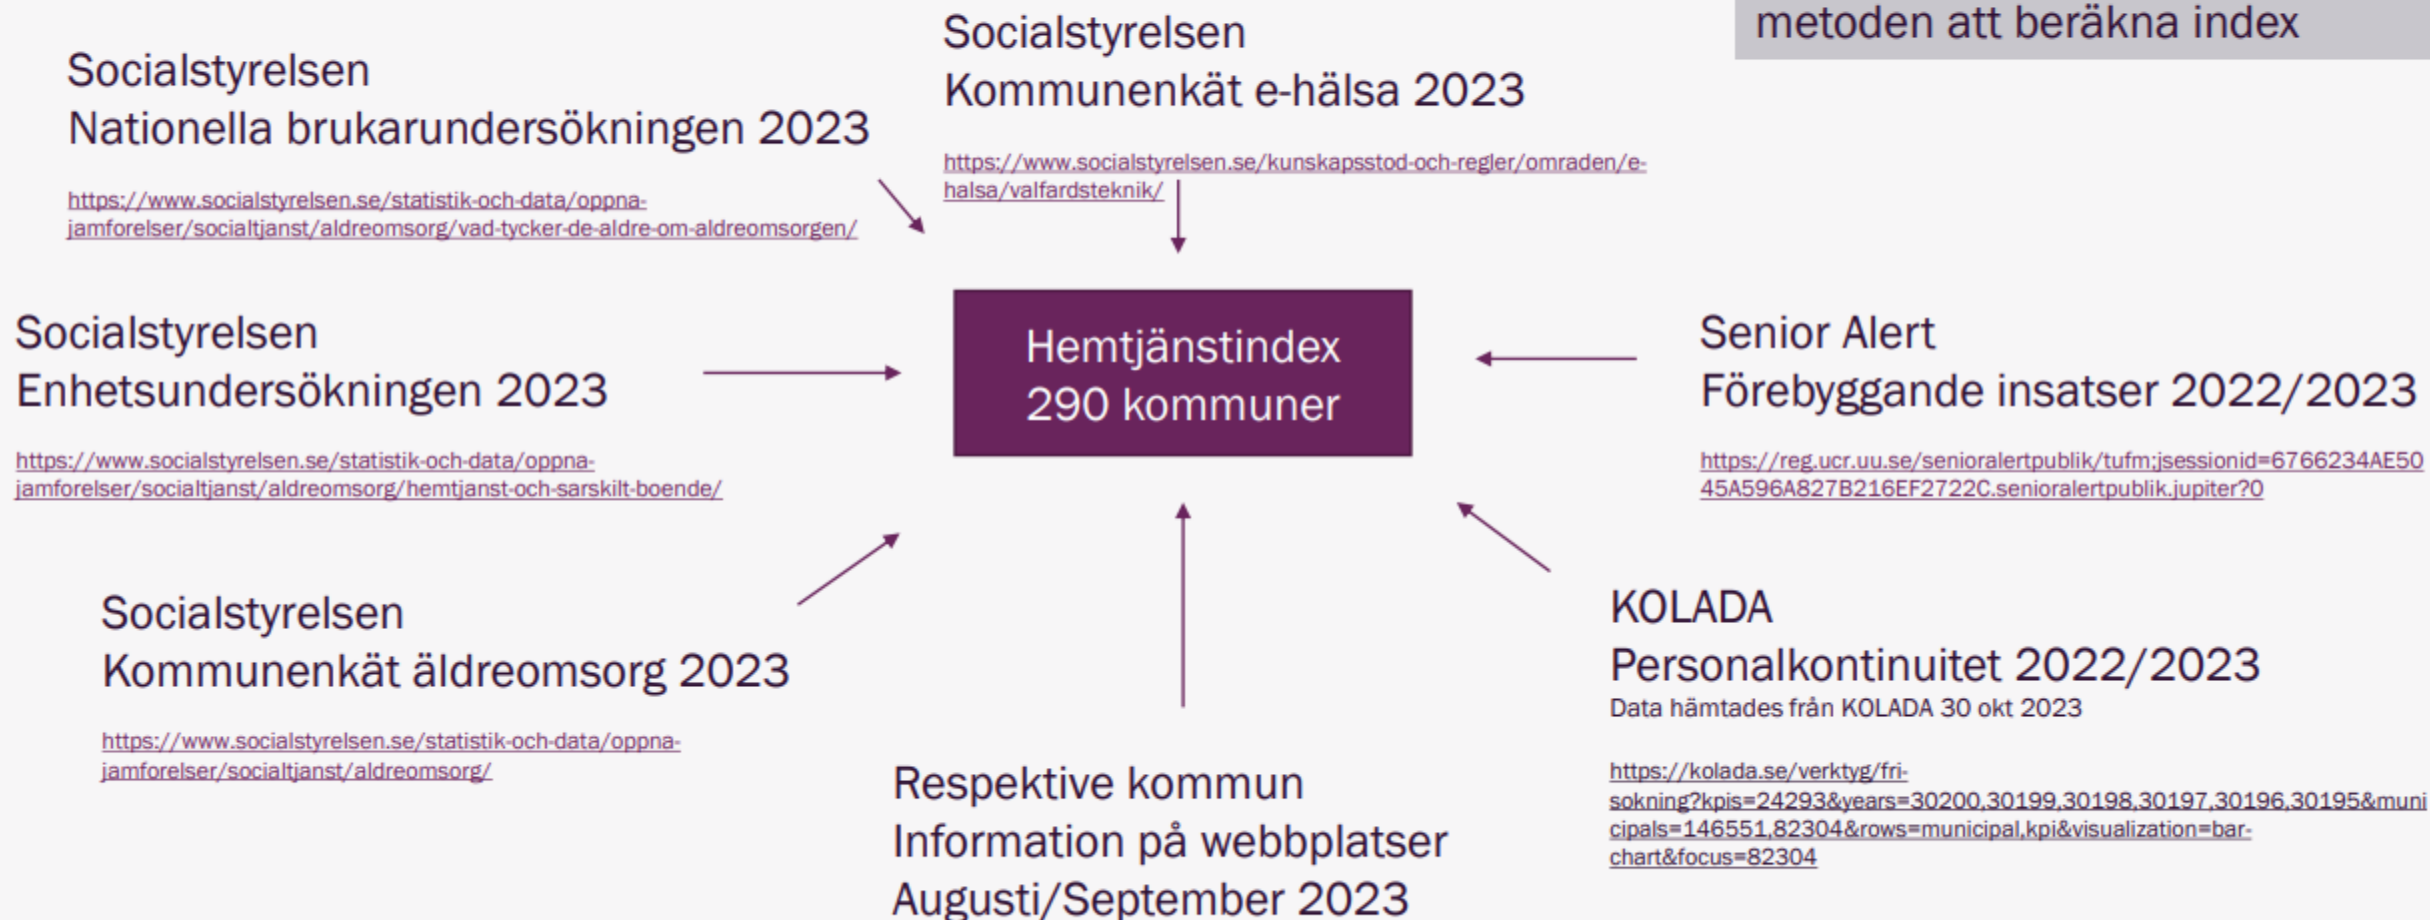 metoden att beräkna index
Socialstyrelsen
Nationella brukarundersökningen 2023
https://www.socialstyrelsen.se/statistik-och-data/oppna-
jamforelser/socialtjanst/aldreomsorg/vad-tycker-de-aldre-om-aldreomsorgen/
Socialstyrelsen
Kommunenkät e-hälsa 2023
https://www.socialstyrelsen.se/kunskapsstod-och-regler/omraden/e-
halsa/valfardsteknik/
Socialstyrelsen
Enhetsundersökningen 2023
https://www.socialstyrelsen.se/statistik-och-data/oppna-
jamforelser/socialtjanst/aldreomsorg/hemtjanst-och-sarskilt-boende/
Hemtjänstindex
290 kommuner
Senior Alert
Förebyggande insatser 2022/2023
https://reg.ucr.uu.se/senioralertpublik/tufm;jsessionid=6766234AE50
45A596A827B216EF2722C.senioralertpublik.jupiter?0
Socialstyrelsen
Kommunenkät äldreomsorg 2023
https://www.socialstyrelsen.se/statistik-och-data/oppna-
jamforelser/socialtjanst/aldreomsorg/
Respektive kommun
Information på webbplatser
Augusti/September 2023
KOLADA
Personalkontinuitet 2022/2023
Data hämtades från KOLADA 30 okt 2023
https://kolada.se/verktyg/fri-
sokning?kpis=24293&years=30200,30199,30198,30197,30196,30195&muni
cipals=146551,82304&rows=municipal,kpi&visualization=bar-
chart&focus=82304